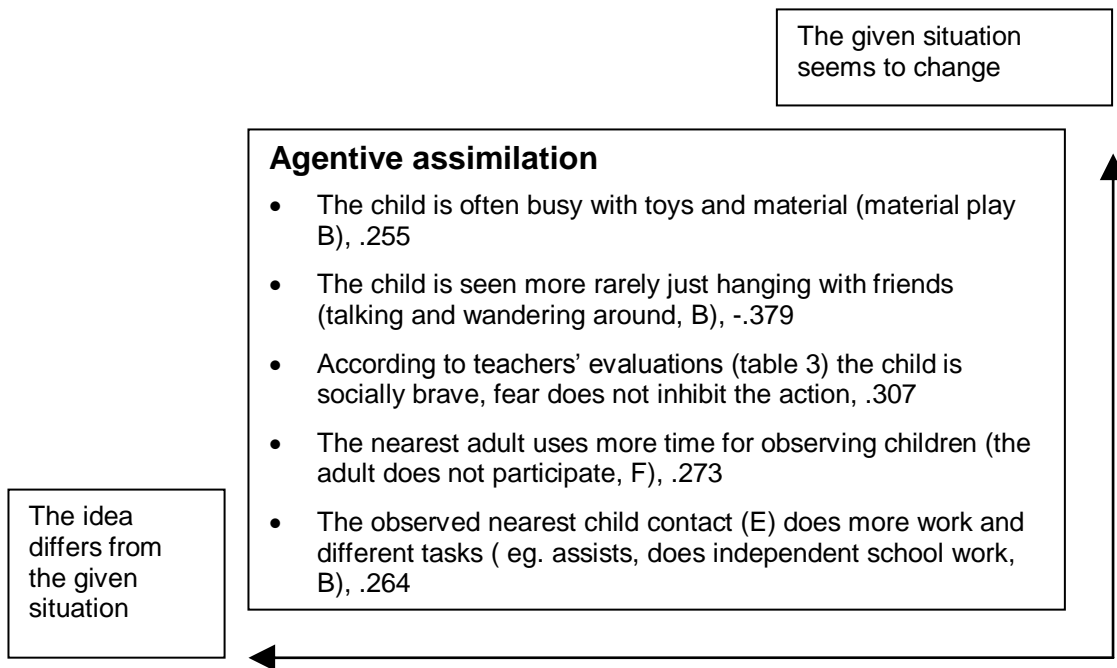 The given situation
seems to change
Agentive assimilation
• The child is often busy with toys and material (material play
B), .255
• The child is seen more rarely just hanging with friends
(talking and wandering around, B), -.379
• According to teachers’ evaluations (table 3) the child is
socially brave, fear does not inhibit the action, .307
• The nearest adult uses more time for observing children (the
adult does not participate, F), .273
• The observed nearest child contact (E) does more work and
different tasks ( eg. assists, does independent school work,
B), .264
The idea
differs from
the given
situation